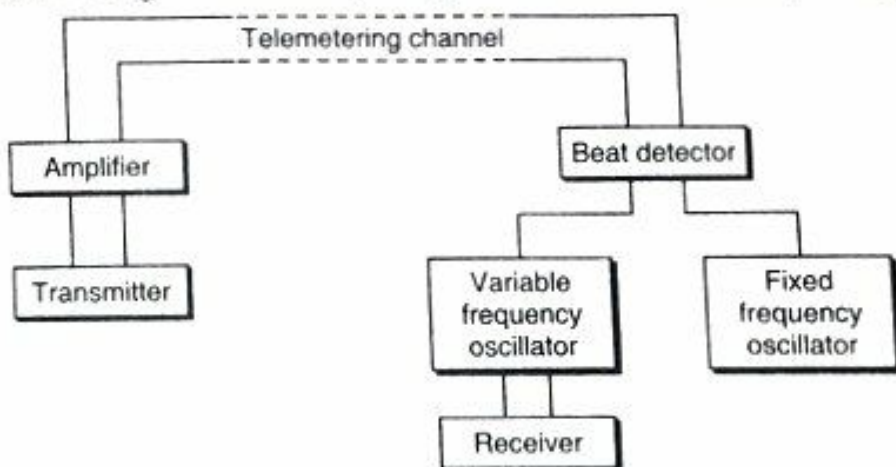 Telemetering channel
Amplifier
Beat detector
Transmitter
Variable
frequency
oscillator
Fixed
frequency
oscillator
Receiver